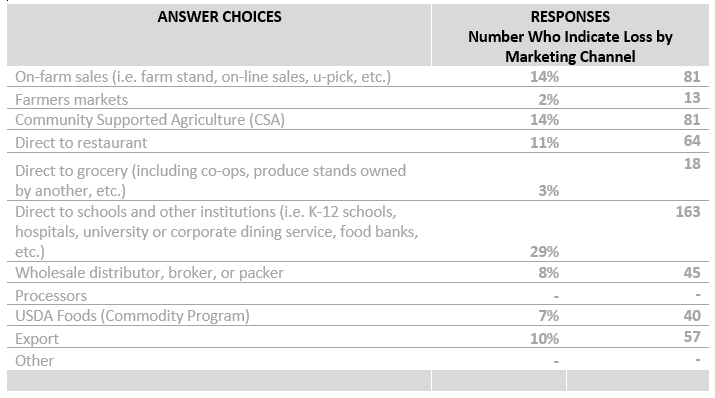 ANSWER CHOICES RESPONSES
Number Who Indicate Loss by
Marketing Channel
On-farm sales (i.e. farm stand, on-line sales, u-pick, etc.) 14% 81
Farmers markets 2% 13
Community Supported Agriculture (CSA) 14% 81
Direct to restaurant 11% 64
Direct to grocery (including co-ops, produce stands owned 18
by another, etc.) 3%
Direct to schools and other institutions (i.e. K-12 schools, 163
hospitals, university or corporate dining service, food banks,
etc.) 29%
Wholesale distributor, broker, or packer 8% 45
Processors - -
USDA Foods (Commodity Program) 7% 40
Export 10% 57
Other - -